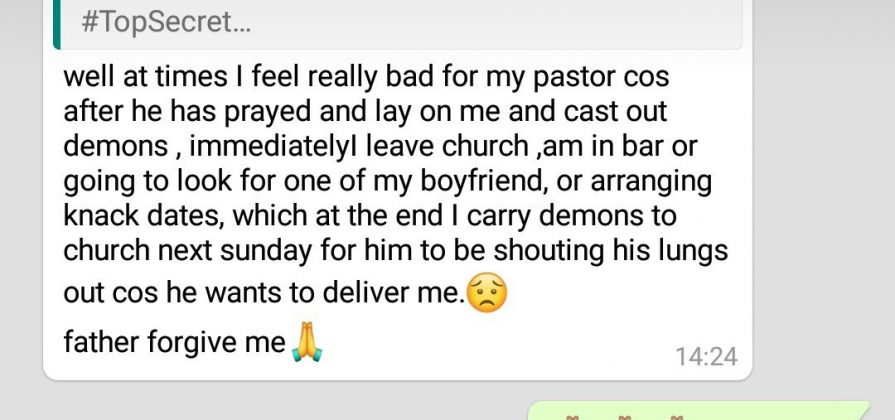 #TopSecret...
well at times I feel really bad for my pastor cos
after he has prayed and lay on me and cast out
demons , immediatelyI leave church ,am in bar or
going to look for one of my boyfriend, or arranging
knack dates, which at the end I carry demons to
church next sunday for him to be shouting his lungs
out cos he wants to deliver me.😟
father forgive me🙏
14:24